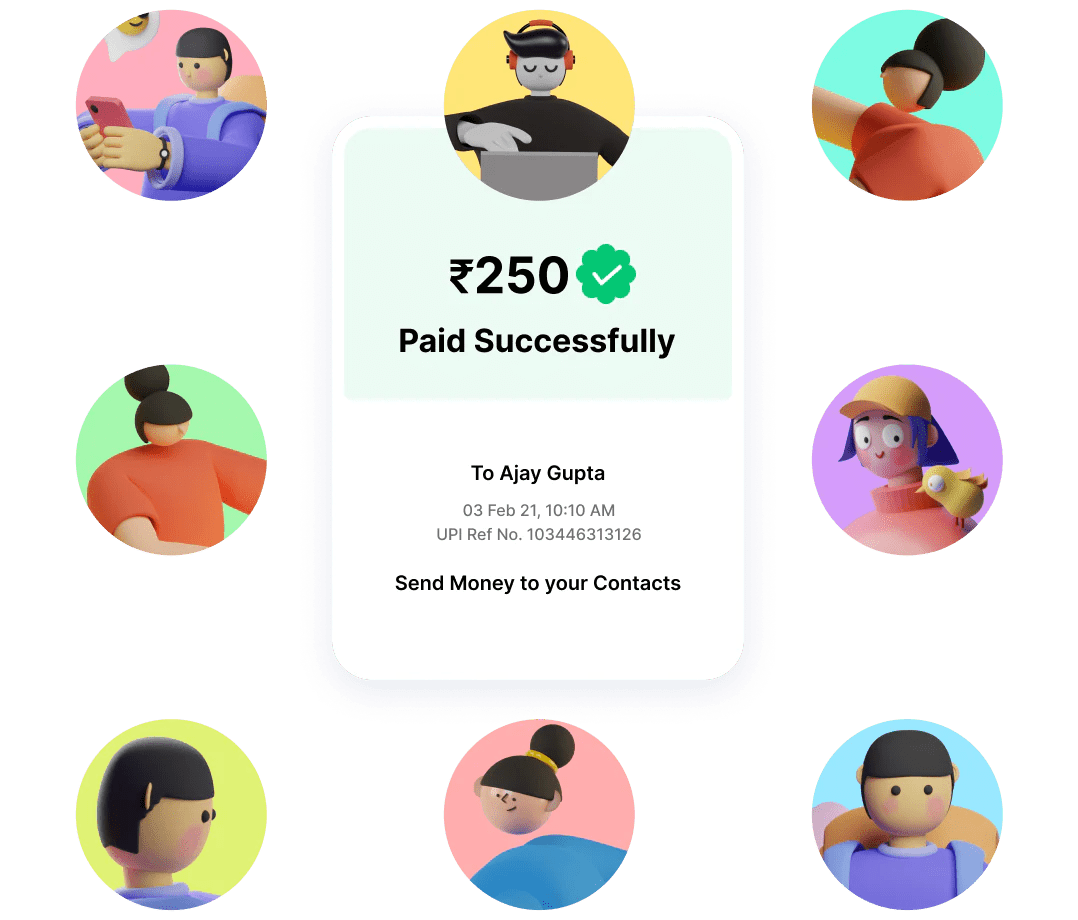 ₹250
Paid Successfully
To Ajay Gupta
03 Feb 21, 10:10 AM
UPI Ref No. 103446313126
Send Money to your Contacts